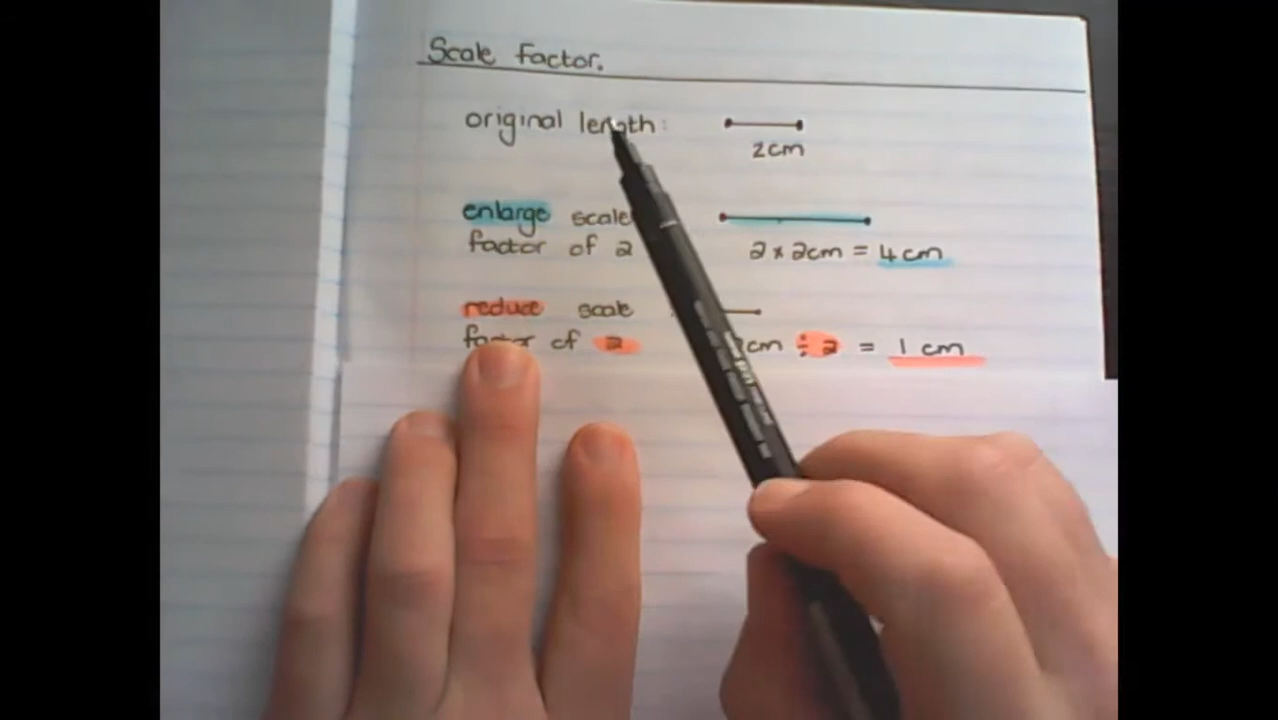 Scale factor.
original length:
2cm
enlarge scale
factor of 2
2 × 2cm = 4cm
reduce scale
factor of 2
cm ÷ 2 = 1 cm